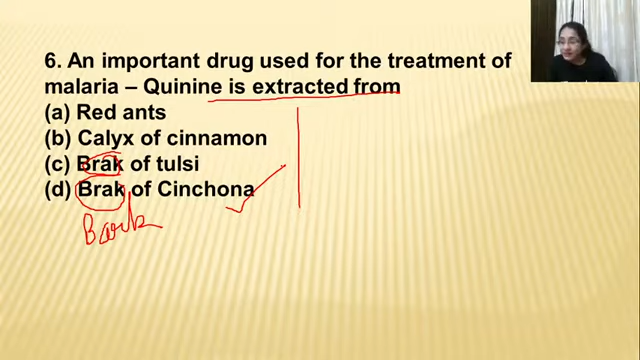 6. An important drug used for the treatment of
malaria – Quinine is extracted from
(a) Red ants
(b) Calyx of cinnamon
(c) Brak of tulsi
(d) Brak of Cinchona
Bark